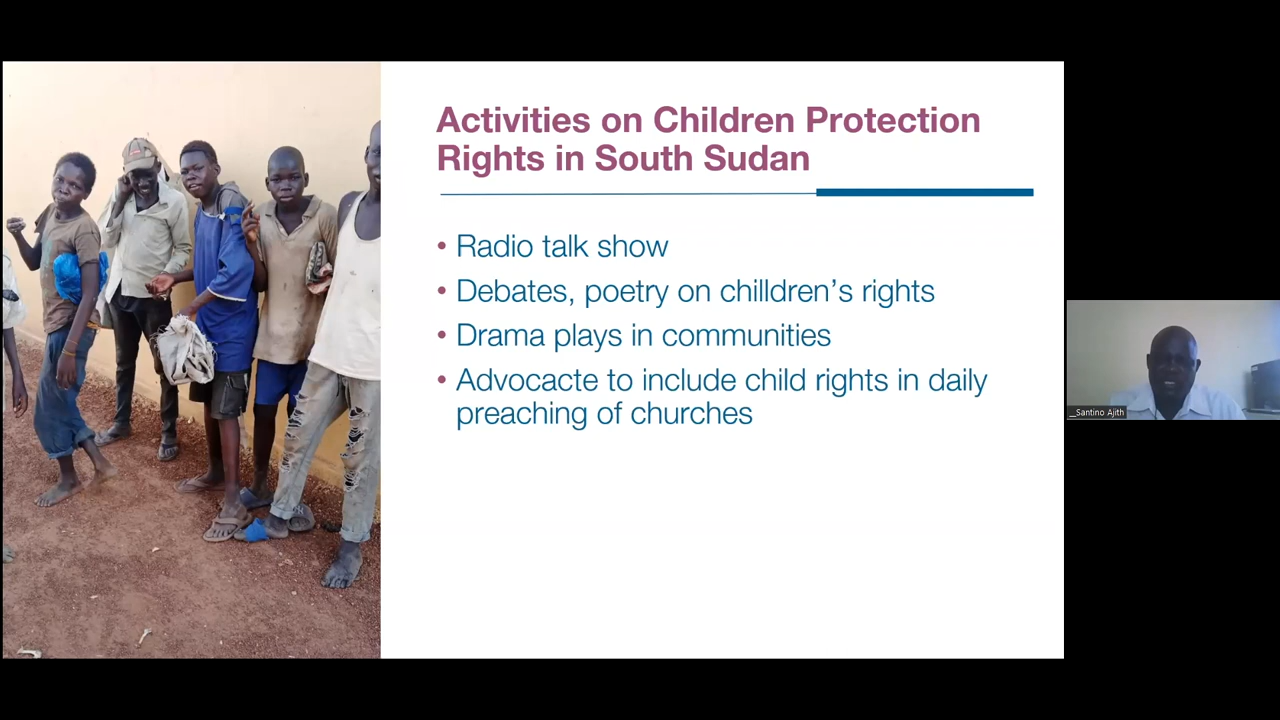 Activities on Children Protection
Rights in South Sudan
• Radio talk show
• Debates, poetry on chilldren's rights
• Drama plays in communities
• Advocacte to include child rights in daily
preaching of churches
__Santino Ajith